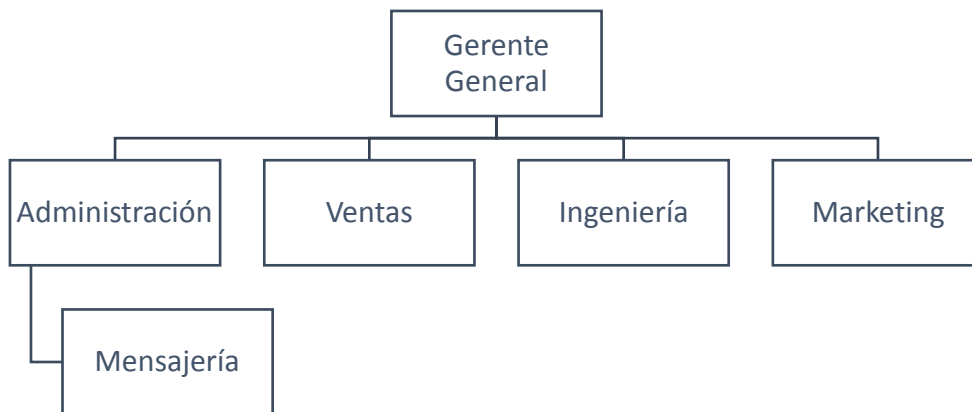 Gerente
General
Administración
Ventas
Ingeniería
Marketing
Mensajería